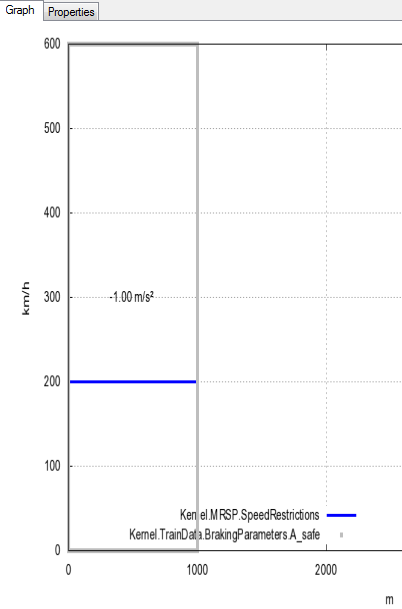 Graph Properties
600
500
400
km/h
300
-1.00 m/s²
200
100
Kernel.MRSP.SpeedRestrictions
Kernel.TrainData.BrakingParameters.A_safe
0
0 1000 2000
m